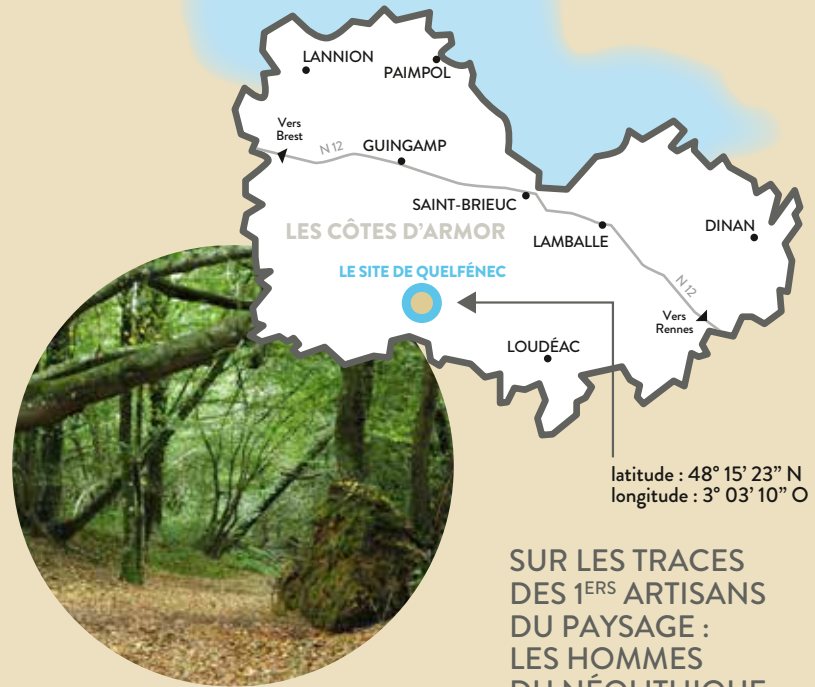 LANNION
PAIMPOL
Vers
Brest
N 12
GUINGAMP
SAINT-BRIEUC
LES CÔTES D'ARMOR
LAMBALLE
DINAN
LE SITE DE QUELFÉNEC
N 12
Vers
Rennes
LOUDÉAC
latitude : 48° 15’ 23” N
longitude : 3° 03’ 10” O
SUR LES TRACES
DES 1ERS ARTISANS
DU PAYSAGE :
LES HOMMES
DU NÉOLITHIQUE